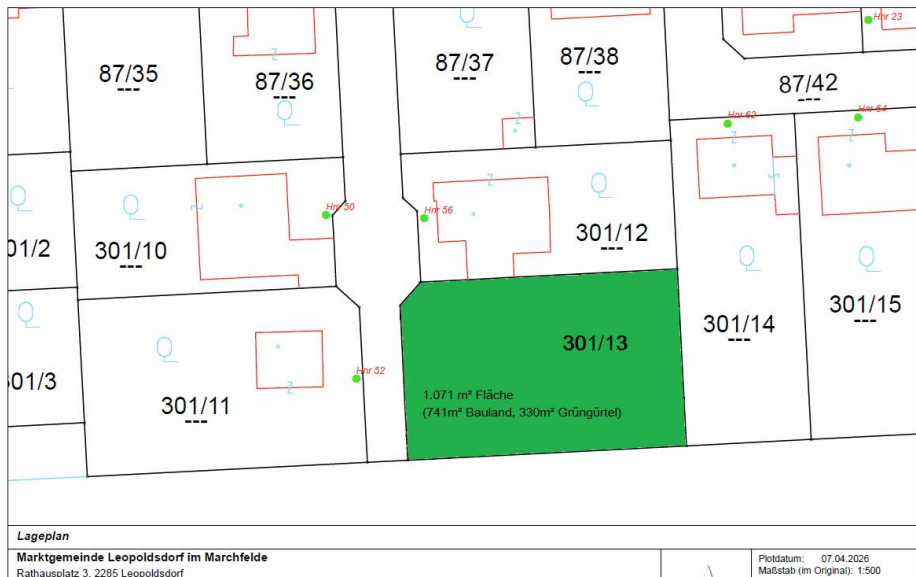 Hnr 23
87/35
87/36
87/37
87/38
87/42
Hnr 62
Hnr 64
Hnr 50
Hnr 56
01/2
301/10
301/12
301/14
301/15
301/13
301/3
301/11
Hnr 52
1.071 m² Fläche
(741m² Bauland, 330m² Grüngürtel)
Lageplan
Marktgemeinde Leopoldsdorf im Marchfelde
Rathausplatz 3, 2285 Leopoldsdorf
Plotdatum: 07.04.2026
Maßstab (im Original): 1:500